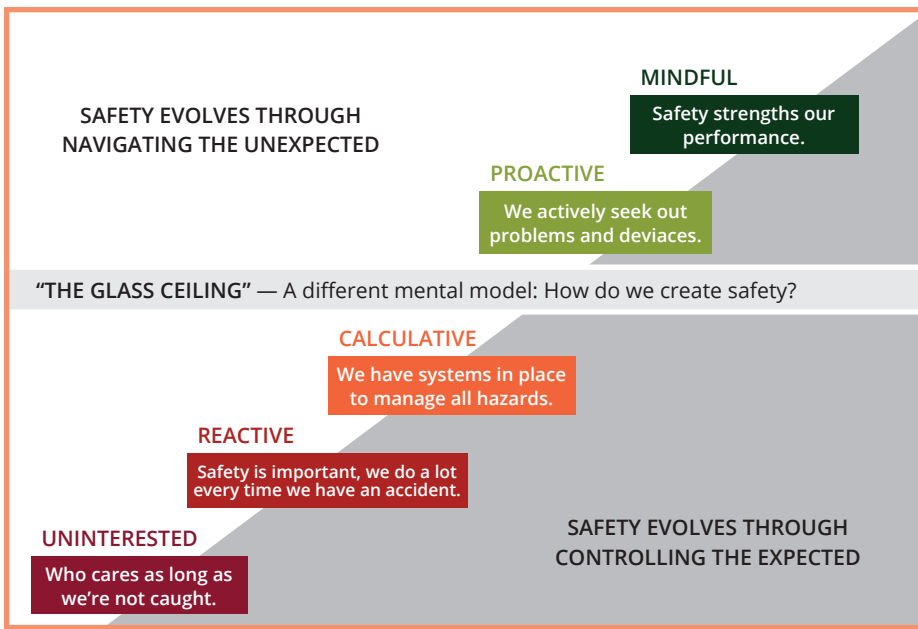 SAFETY EVOLVES THROUGH
NAVIGATING THE UNEXPECTED
MINDFUL
Safety strengths our
performance.
PROACTIVE
We actively seek out
problems and deviaces.
“THE GLASS CEILING” — A different mental model: How do we create safety?
CALCULATIVE
We have systems in place
to manage all hazards.
REACTIVE
Safety is important, we do a lot
every time we have an accident.
UNINTERESTED
Who cares as long as
we’re not caught.
SAFETY EVOLVES THROUGH
CONTROLLING THE EXPECTED